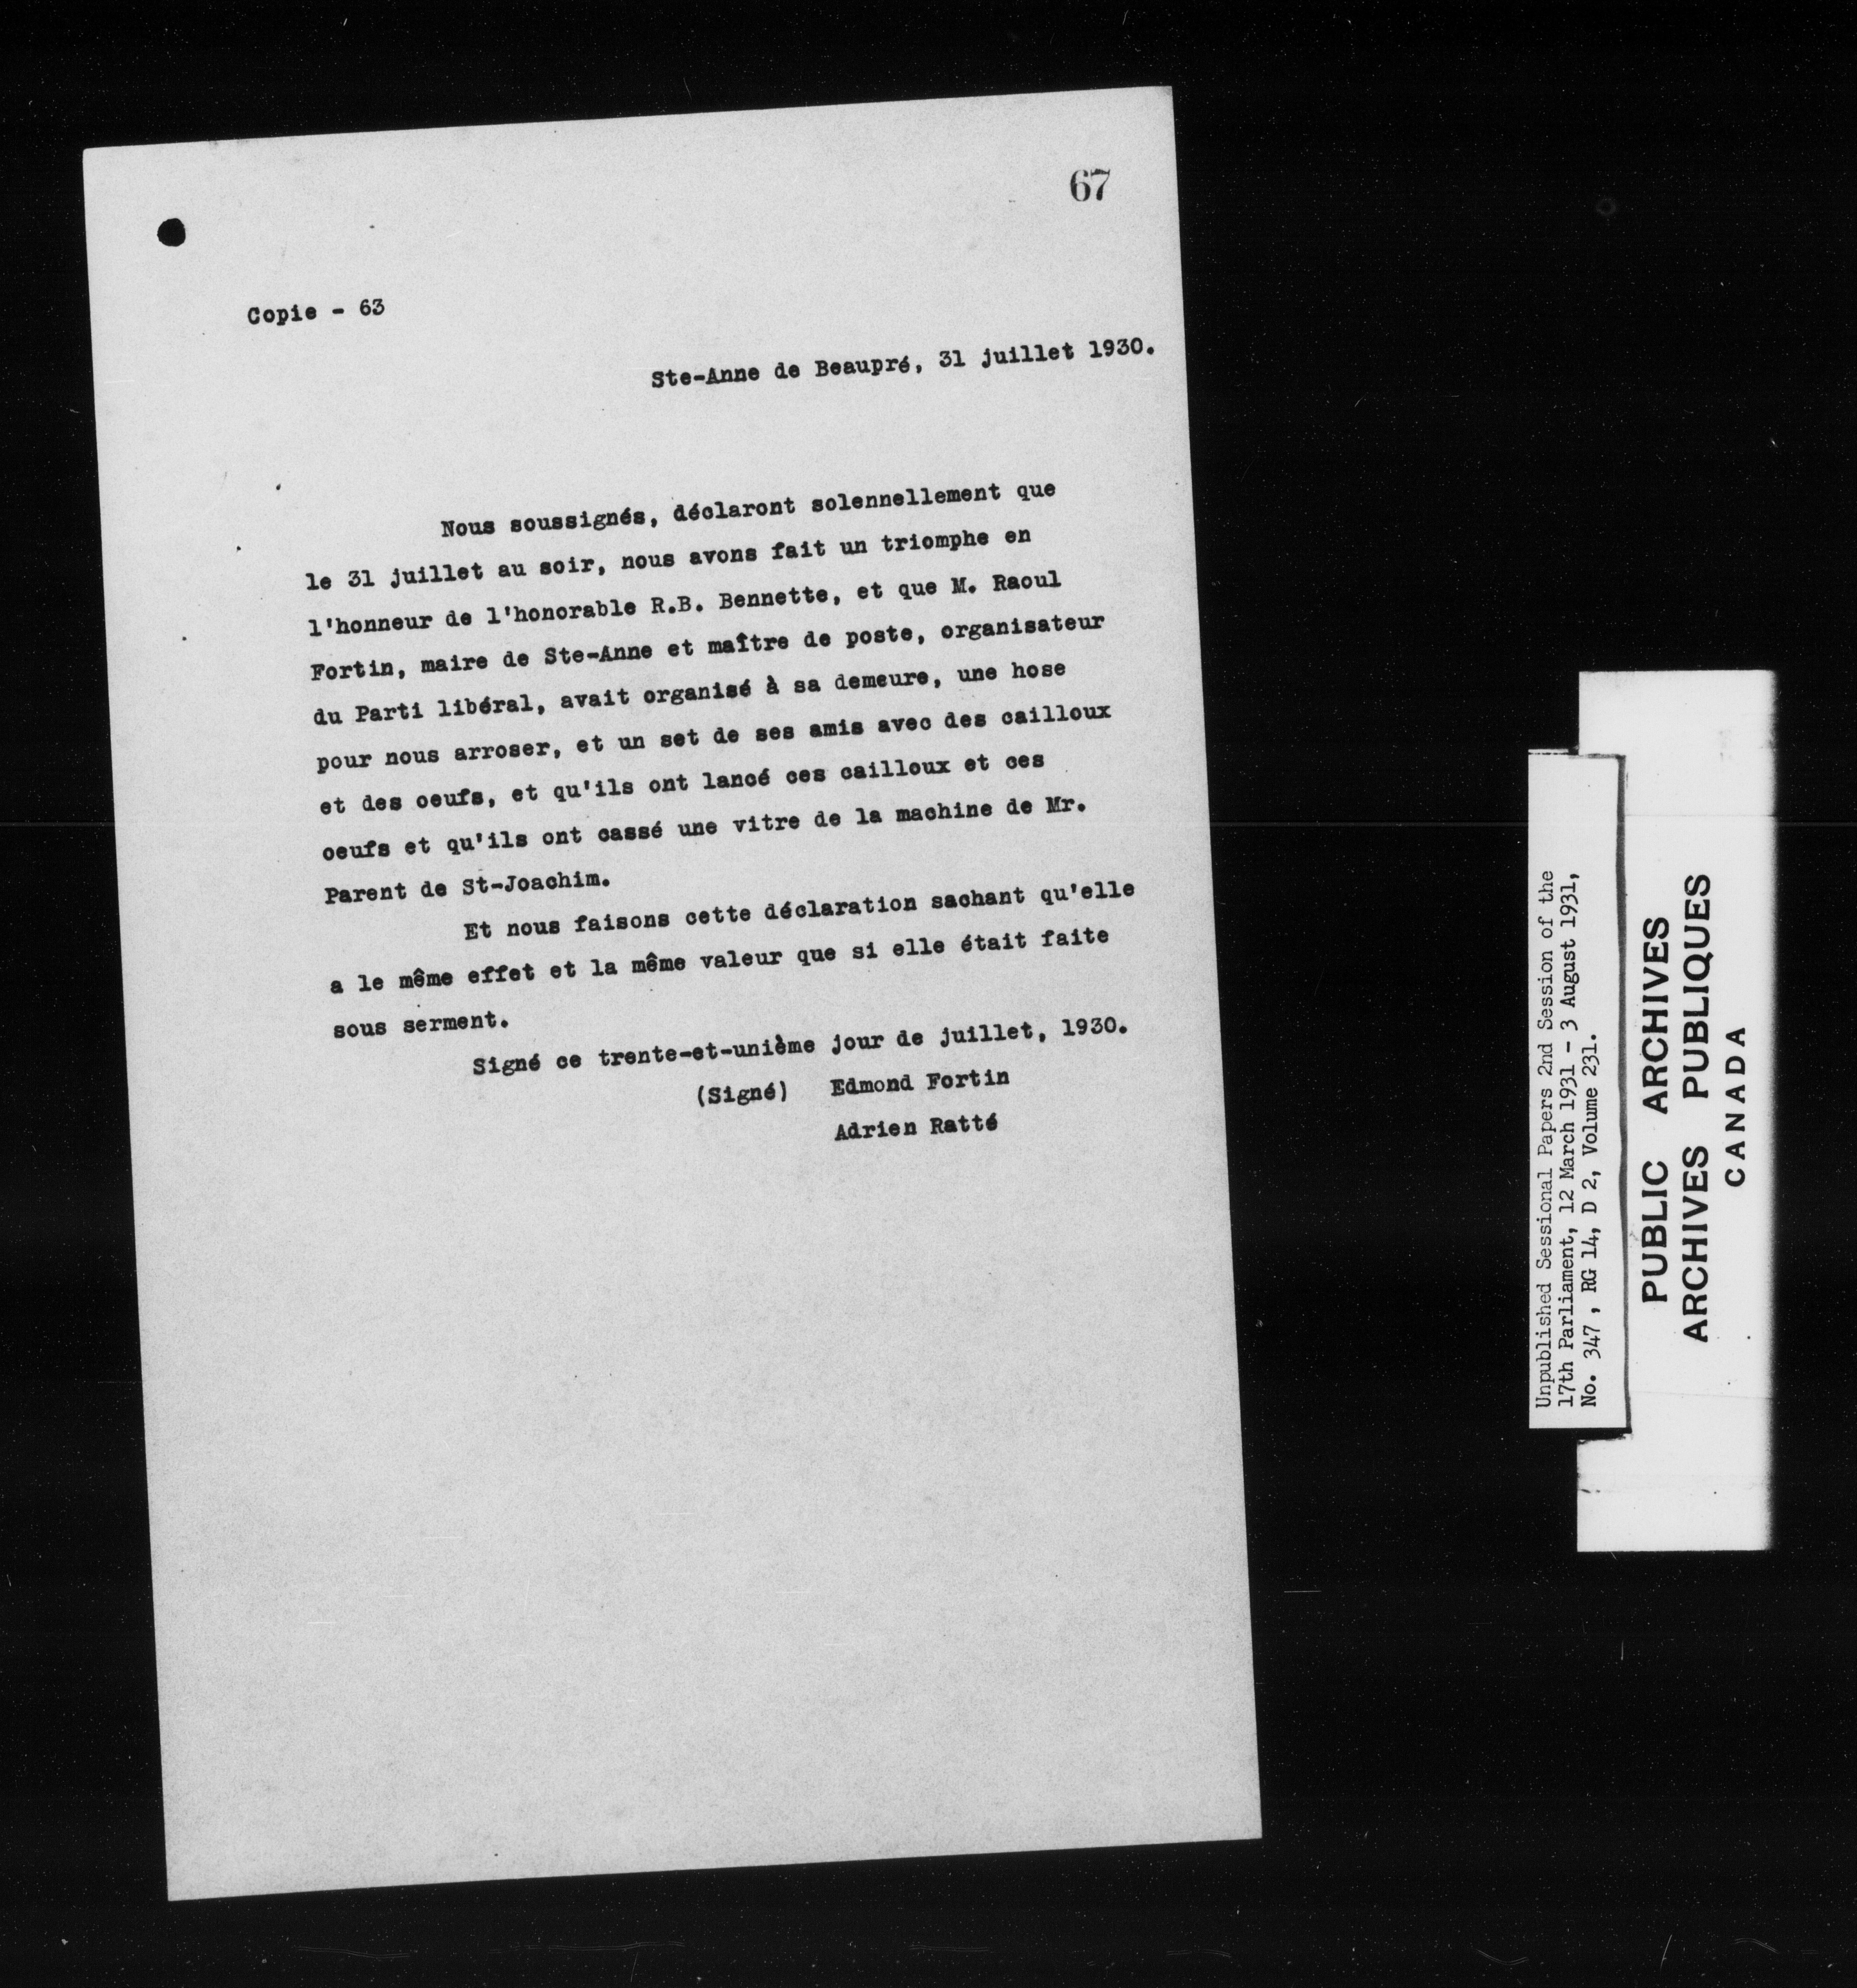 67
Copie - 63
Ste-Anne de Beaupré, 31 juillet 1930.
Nous soussignés, déclaront solennellement que
le 31 juillet au soir, nous avons fait un triomphe en
l'honneur de l'honorable R.B. Bennette, et que M. Raoul
Fortin, maire de Ste-Anne et maître de poste, organisateur
du Parti libéral, avait organisé à sa demeure, une hose
pour nous arroser, et un set de ses amis avec des cailloux
et des oeufs, et qu'ils ont lancé ces cailloux et ces
oeufs et qu'ils ont cassé une vitre de la machine de Mr.
Parent de St-Joachim.
Et nous faisons cette déclaration sachant qu'elle
a le même effet et la même valeur que si elle était faite
sous serment.
Signé ce trente-et-unième jour de juillet, 1930.
(Signé) Edmond Fortin
Adrien Ratté
Unpublished Sessional Papers 2nd Session of the
17th Parliament, 12 March 1931 - 3 August 1931,
No. 347 , RG 14, D 2, Volume 231.
PUBLIC ARCHIVES
ARCHIVES PUBLIQUES
CANADA